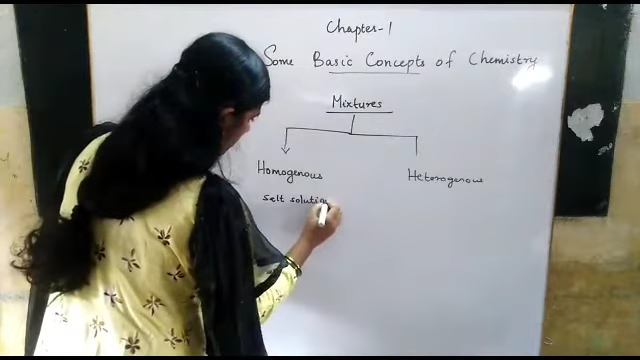 Chapter-1
Some Basic Concepts of Chemistry
Mixtures
Homogenous Heterogenous
salt solution